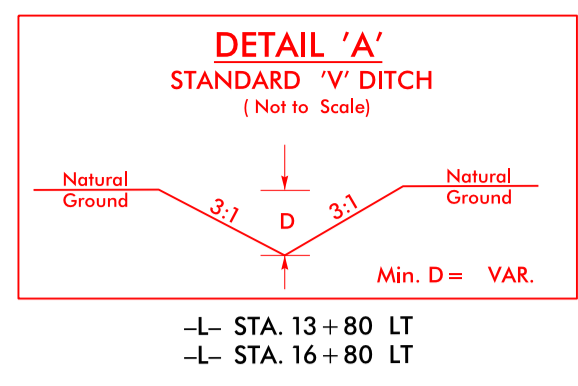 DETAIL 'A'
STANDARD 'V' DITCH
( Not to Scale)
Natural
Ground
3:1
D
3:1
Natural
Ground
Min. D = VAR.
–L– STA. 13+80 LT
–L– STA. 16+80 LT